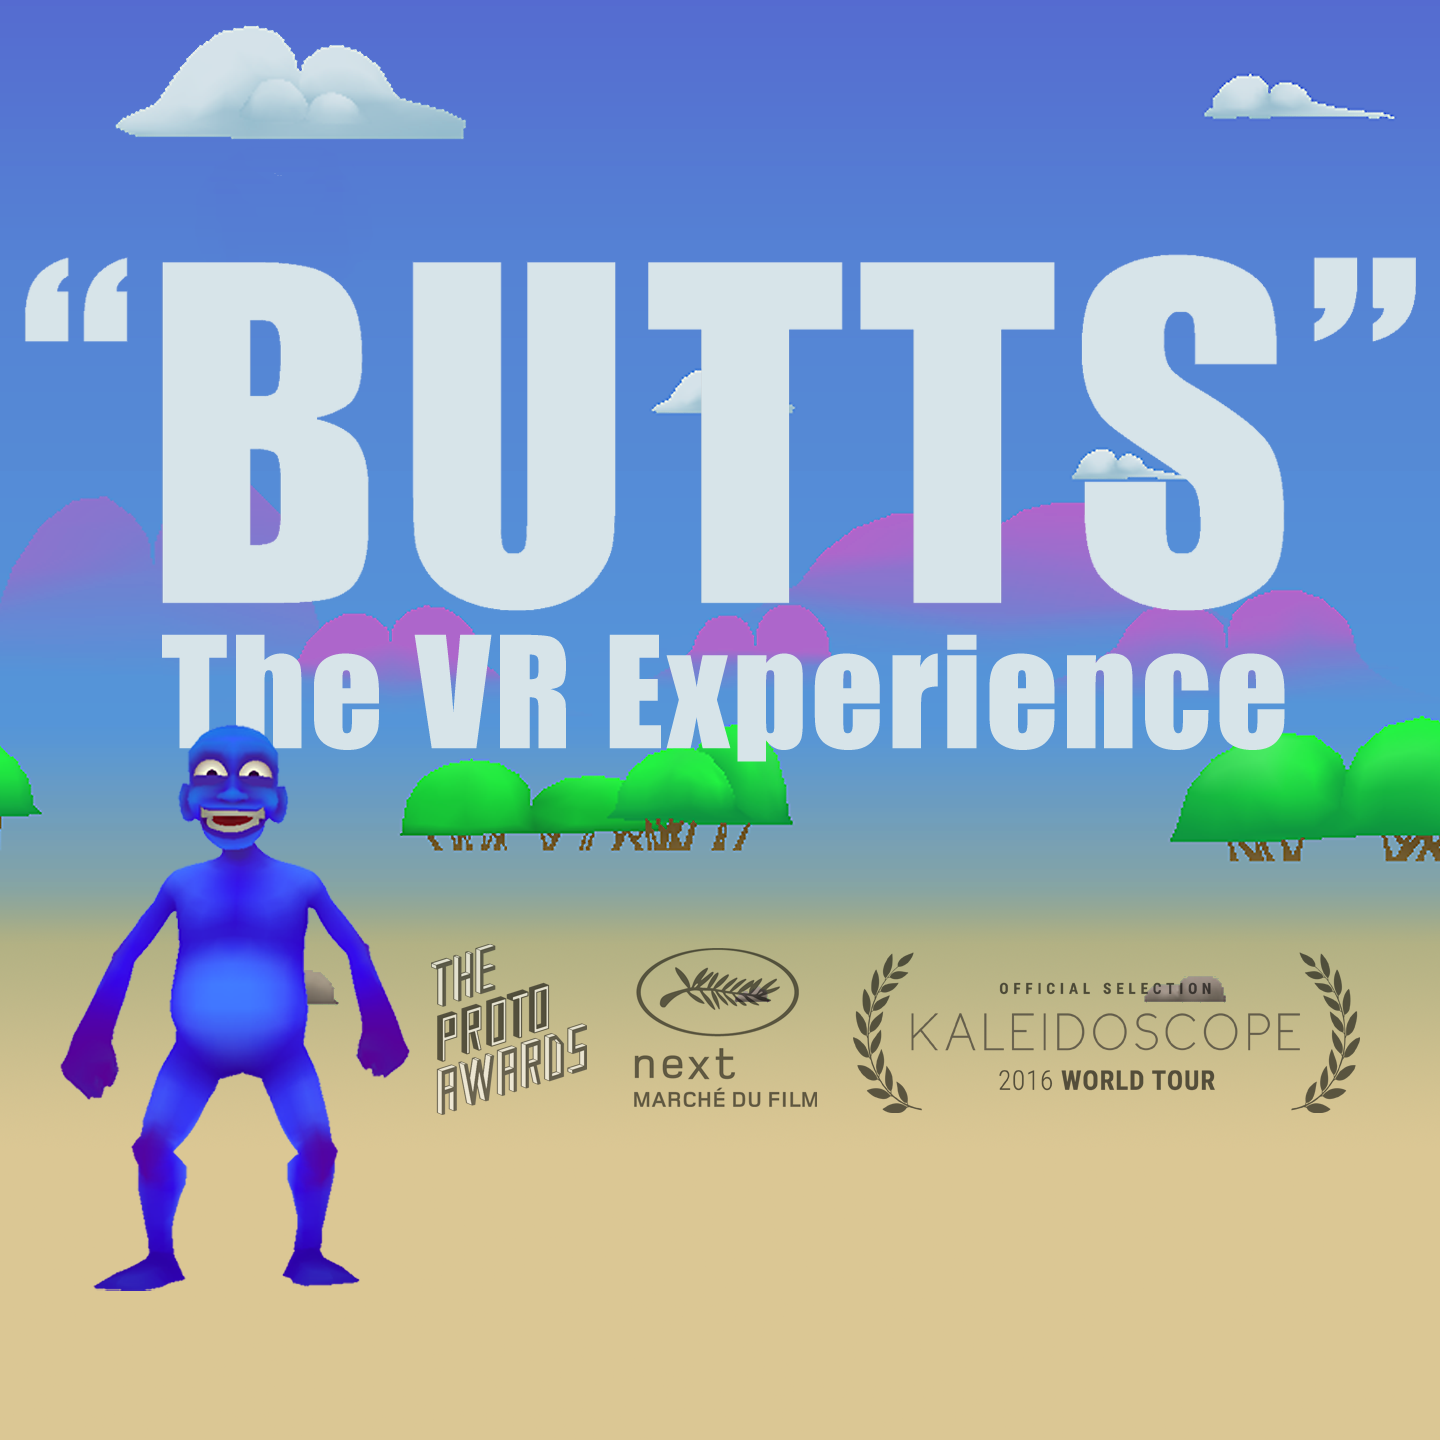 “BUTTS”
The VR Experience
THE
PROTO
AWARDS
next
MARCHÉ DU FILM
OFFICIAL SELECTION
KALEIDOSCOPE
2016 WORLD TOUR